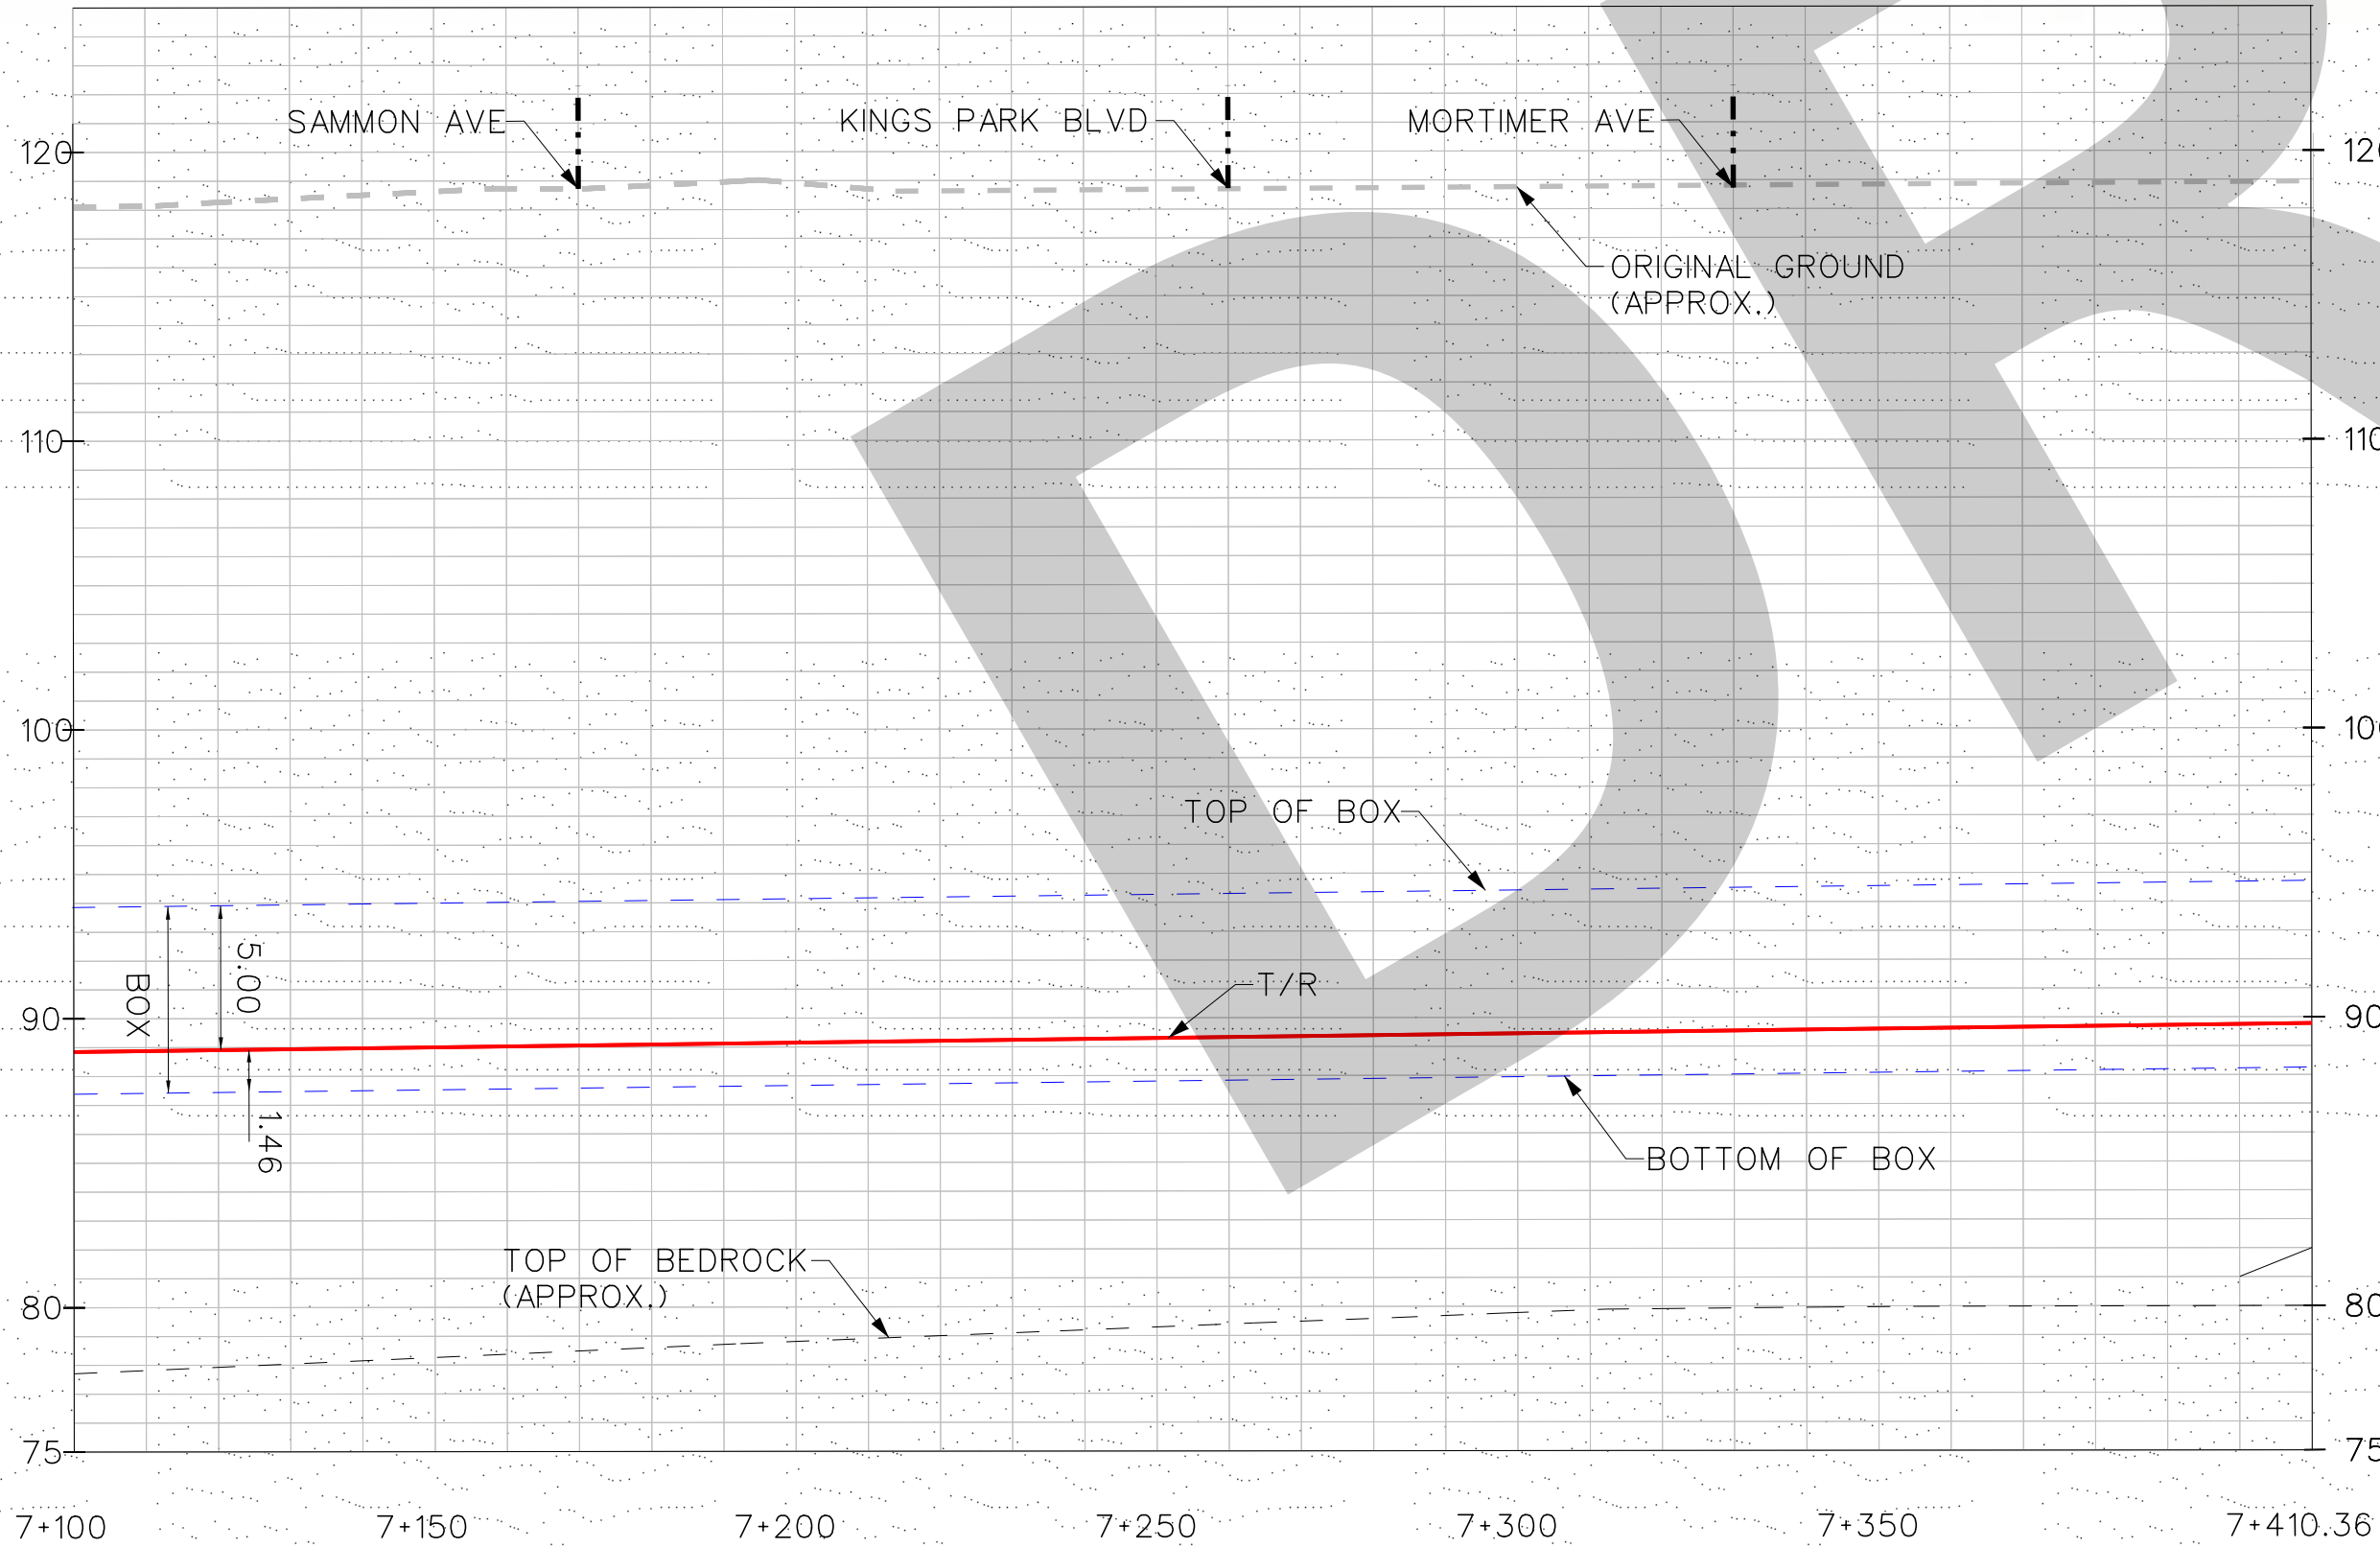 SAMMON AVE
KINGS PARK BLVD
MORTIMER AVE
120
120
ORIGINAL GROUND
(APPROX.)
110
110
100
100
TOP OF BOX
5.00
BOX
T/R
90
90
1.46
BOTTOM OF BOX
TOP OF BEDROCK
(APPROX.)
80
80
75
75
7+100
7+150
7+200
7+250
7+300
7+350
7+410.36
DR